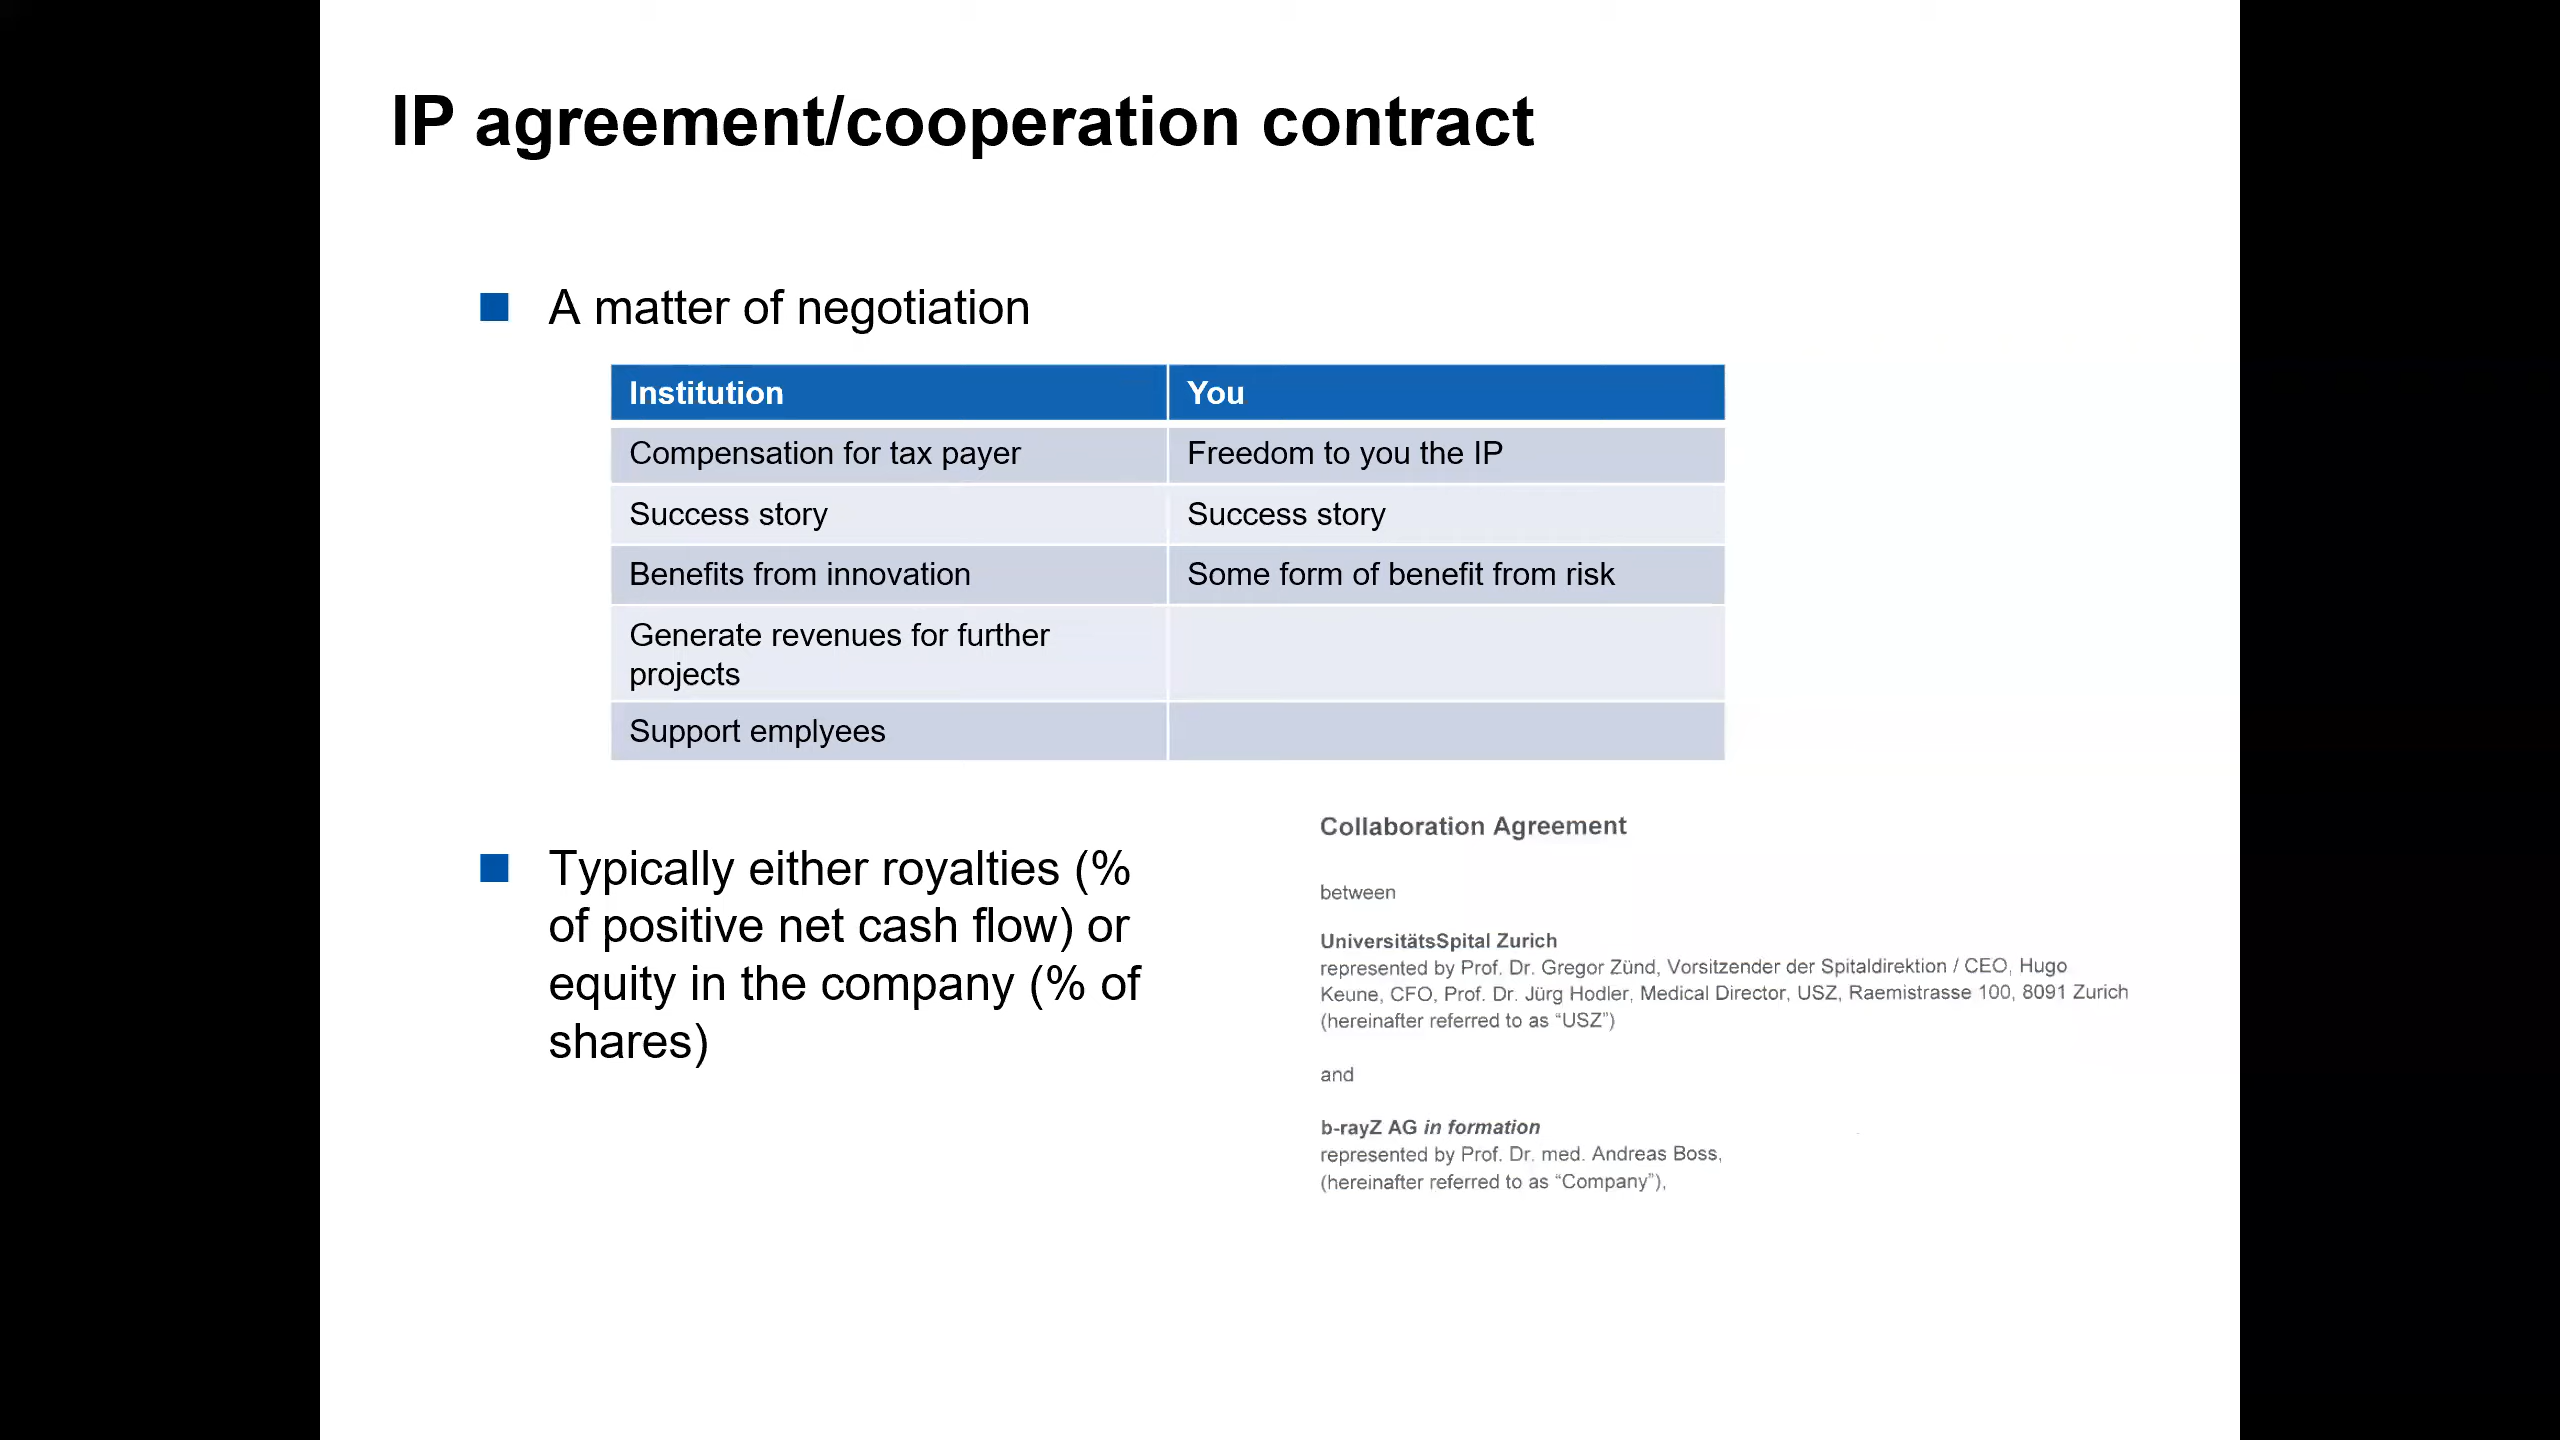 IP agreement/cooperation contract
A matter of negotiation
Institution You
Compensation for tax payer Freedom to you the IP
Success story Success story
Benefits from innovation Some form of benefit from risk
Generate revenues for further
projects
Support emplyees
Typically either royalties (%
of positive net cash flow) or
equity in the company (% of
shares)
Collaboration Agreement
between
UniversitätsSpital Zurich
represented by Prof. Dr. Gregor Zünd, Vorsitzender der Spitaldirektion / CEO, Hugo
Keune, CFO, Prof. Dr. Jürg Hodler, Medical Director, USZ, Raemistrasse 100, 8091 Zurich
(hereinafter referred to as “USZ”)
and
b-rayZ AG in formation
represented by Prof. Dr. med. Andreas Boss,
(hereinafter referred to as “Company”),